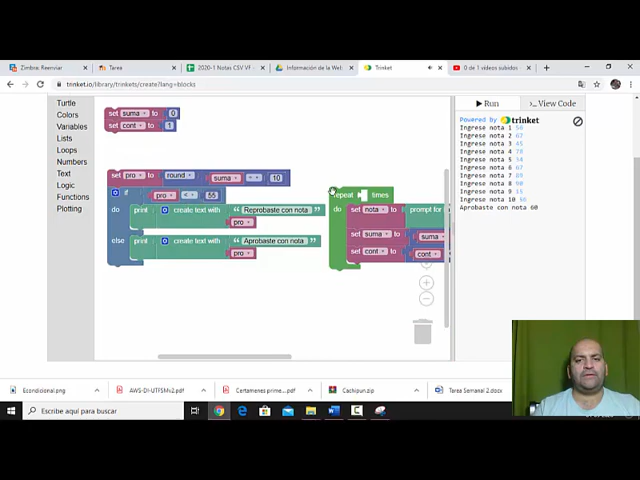 Zimbra: Reenviar
Tarea
2020-1 Notas CSV VF -
Información de la Web
Trinket
0 de 1 vídeos subidos
trinket.io/library/trinkets/create?lang=blocks
Turtle
Colors
Variables
Lists
Loops
Numbers
Text
Logic
Functions
Plotting
set suma to 0
set cont to 1
set pro to round suma ÷ 10
if pro < 55
do print create text with "Reprobaste con nota"
pro
else print create text with "Aprobaste con nota"
pro
repeat times
do set nota to prompt for
set suma to suma
set cont to cont
Run
View Code
Powered by trinket
Ingrese nota 1
Ingrese nota 2 67
Ingrese nota 3 45
Ingrese nota 4 78
Ingrese nota 5 34
Ingrese nota 6 67
Ingrese nota 7 89
Ingrese nota 8 90
Ingrese nota 9
Ingrese nota 10
Aprobaste con nota 60
Econdicional.png
AWS-DI-UTFSMv2.pdf
Certamenes prime....pdf
Cachipun.zip
Tarea Semanal 2.docx
Escribe aquí para buscar